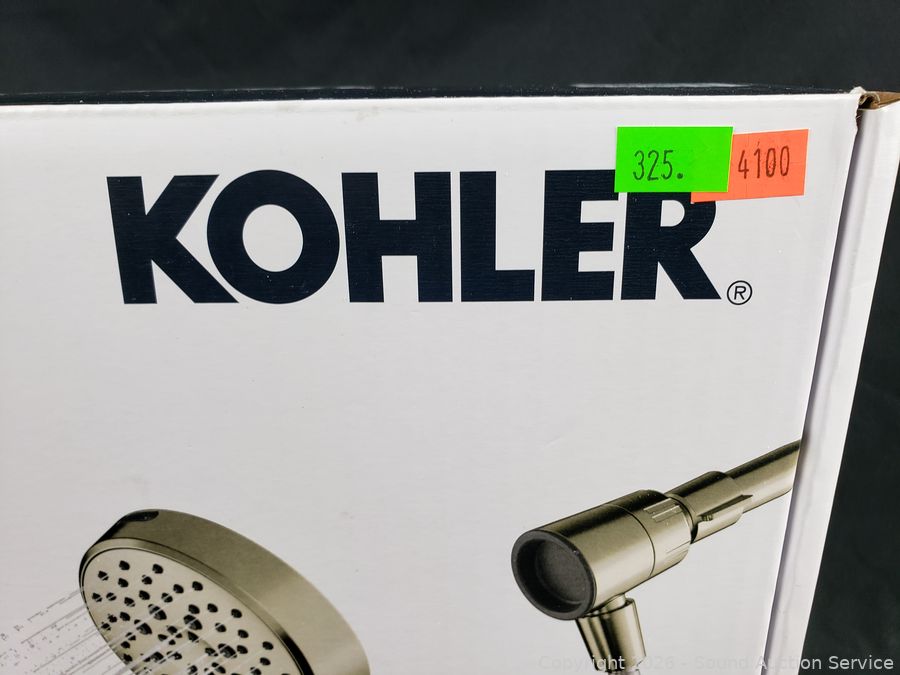 325.
4100
KOHLER®
Copyright 2026 - Sound Auction Service